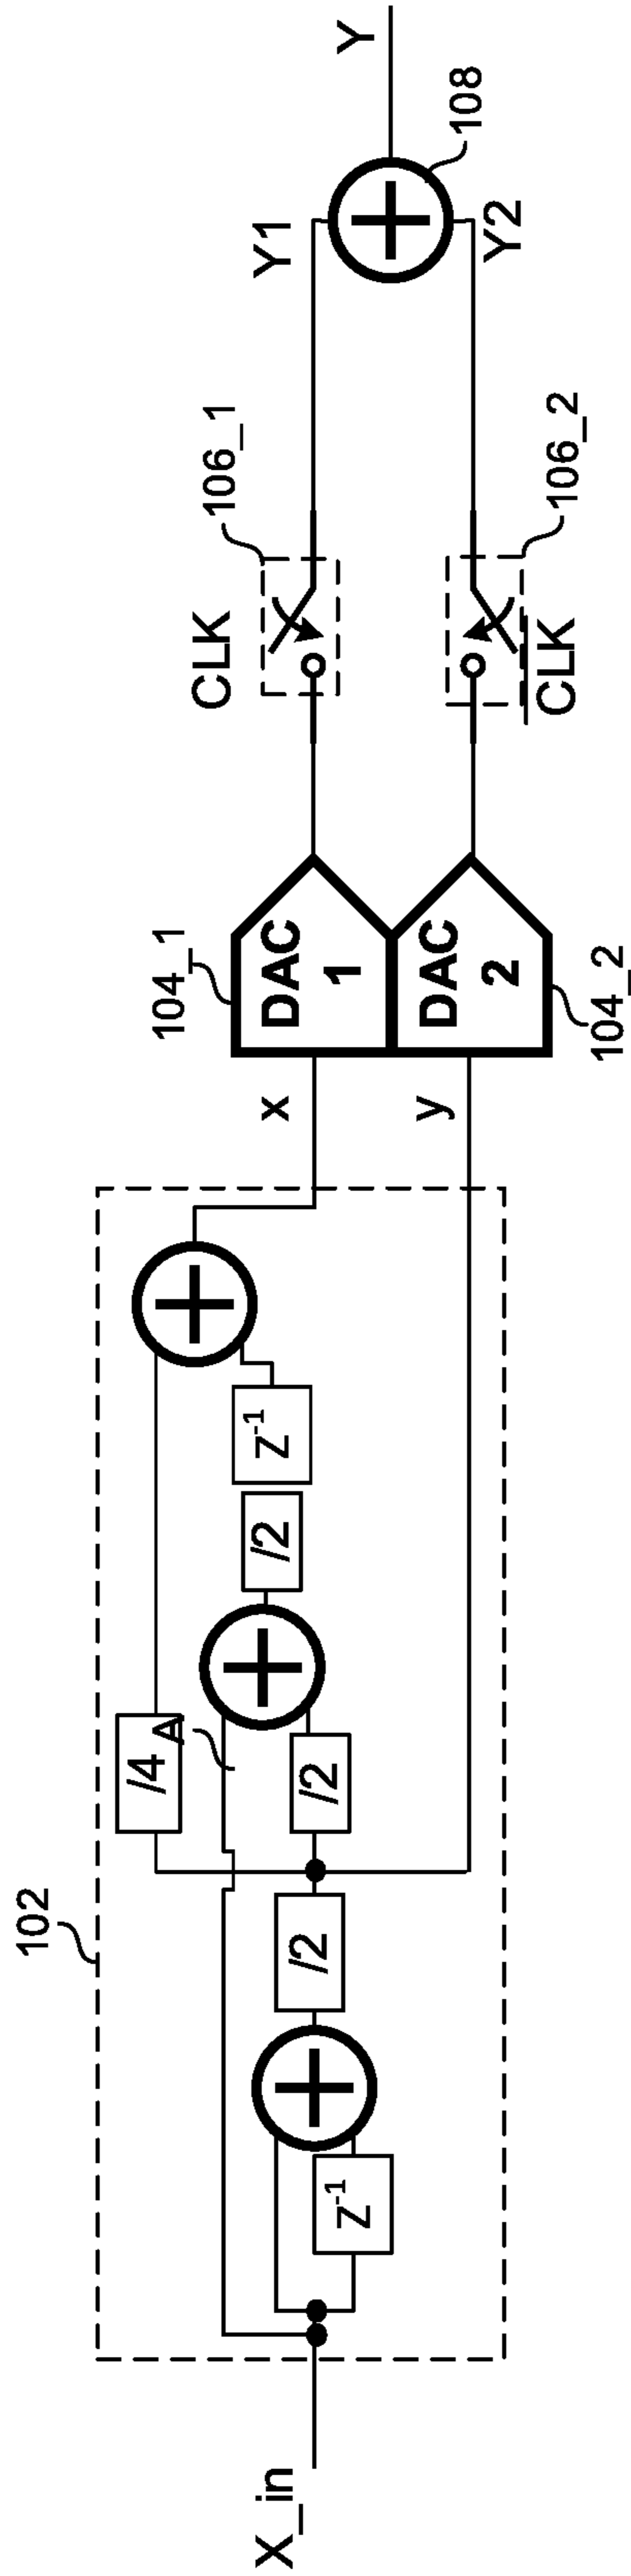 102
X_in
Z-1
/2
/4
A
/2
/2
Z-1
x
y
104_1
DAC
1
DAC
2
104_2
CLK
106_1
CLK
106_2
Y1
Y2
108
Y